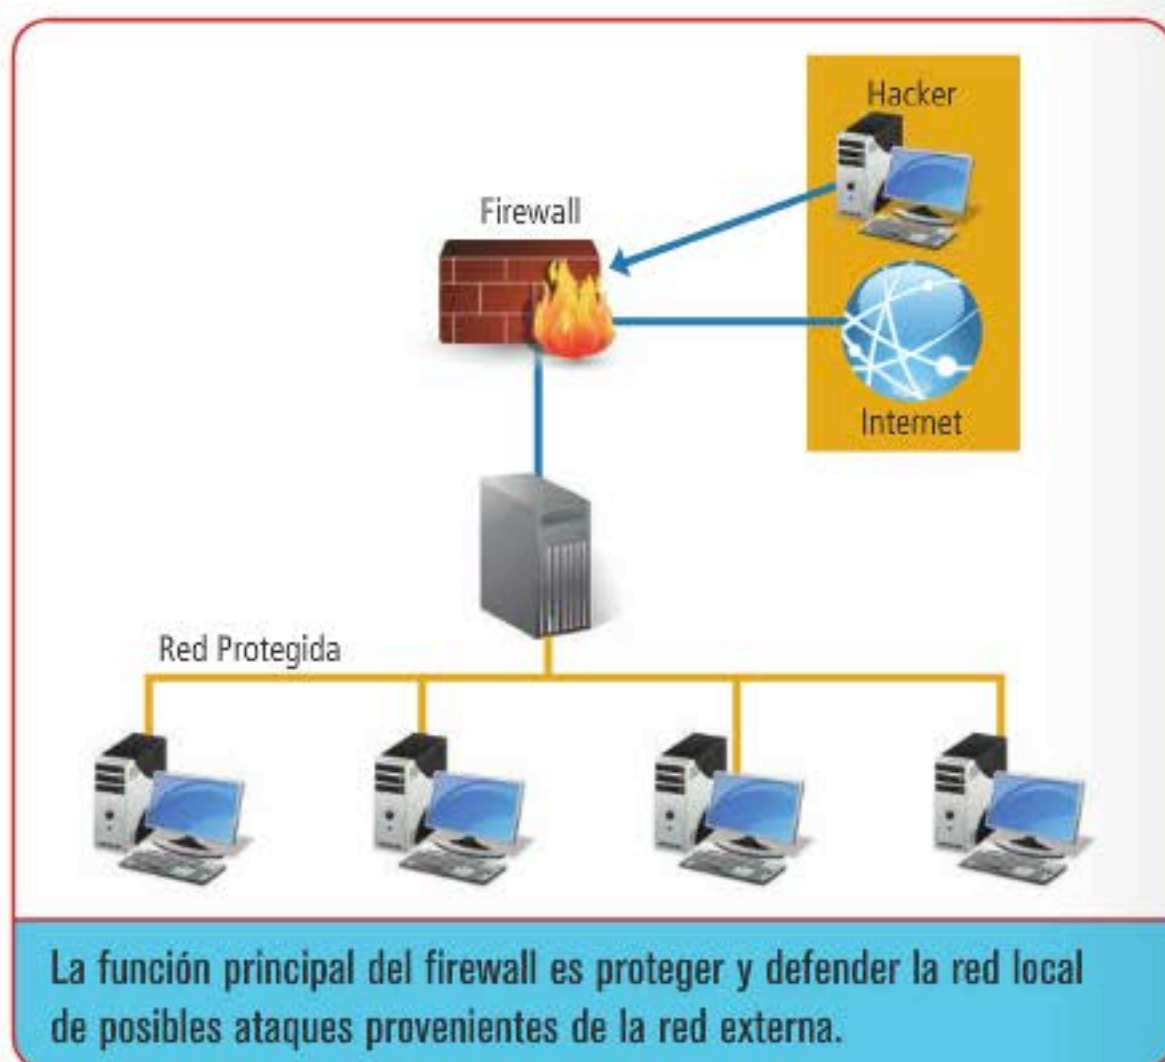 Hacker
Firewall
Internet
Red Protegida
La función principal del firewall es proteger y defender la red local
de posibles ataques provenientes de la red externa.